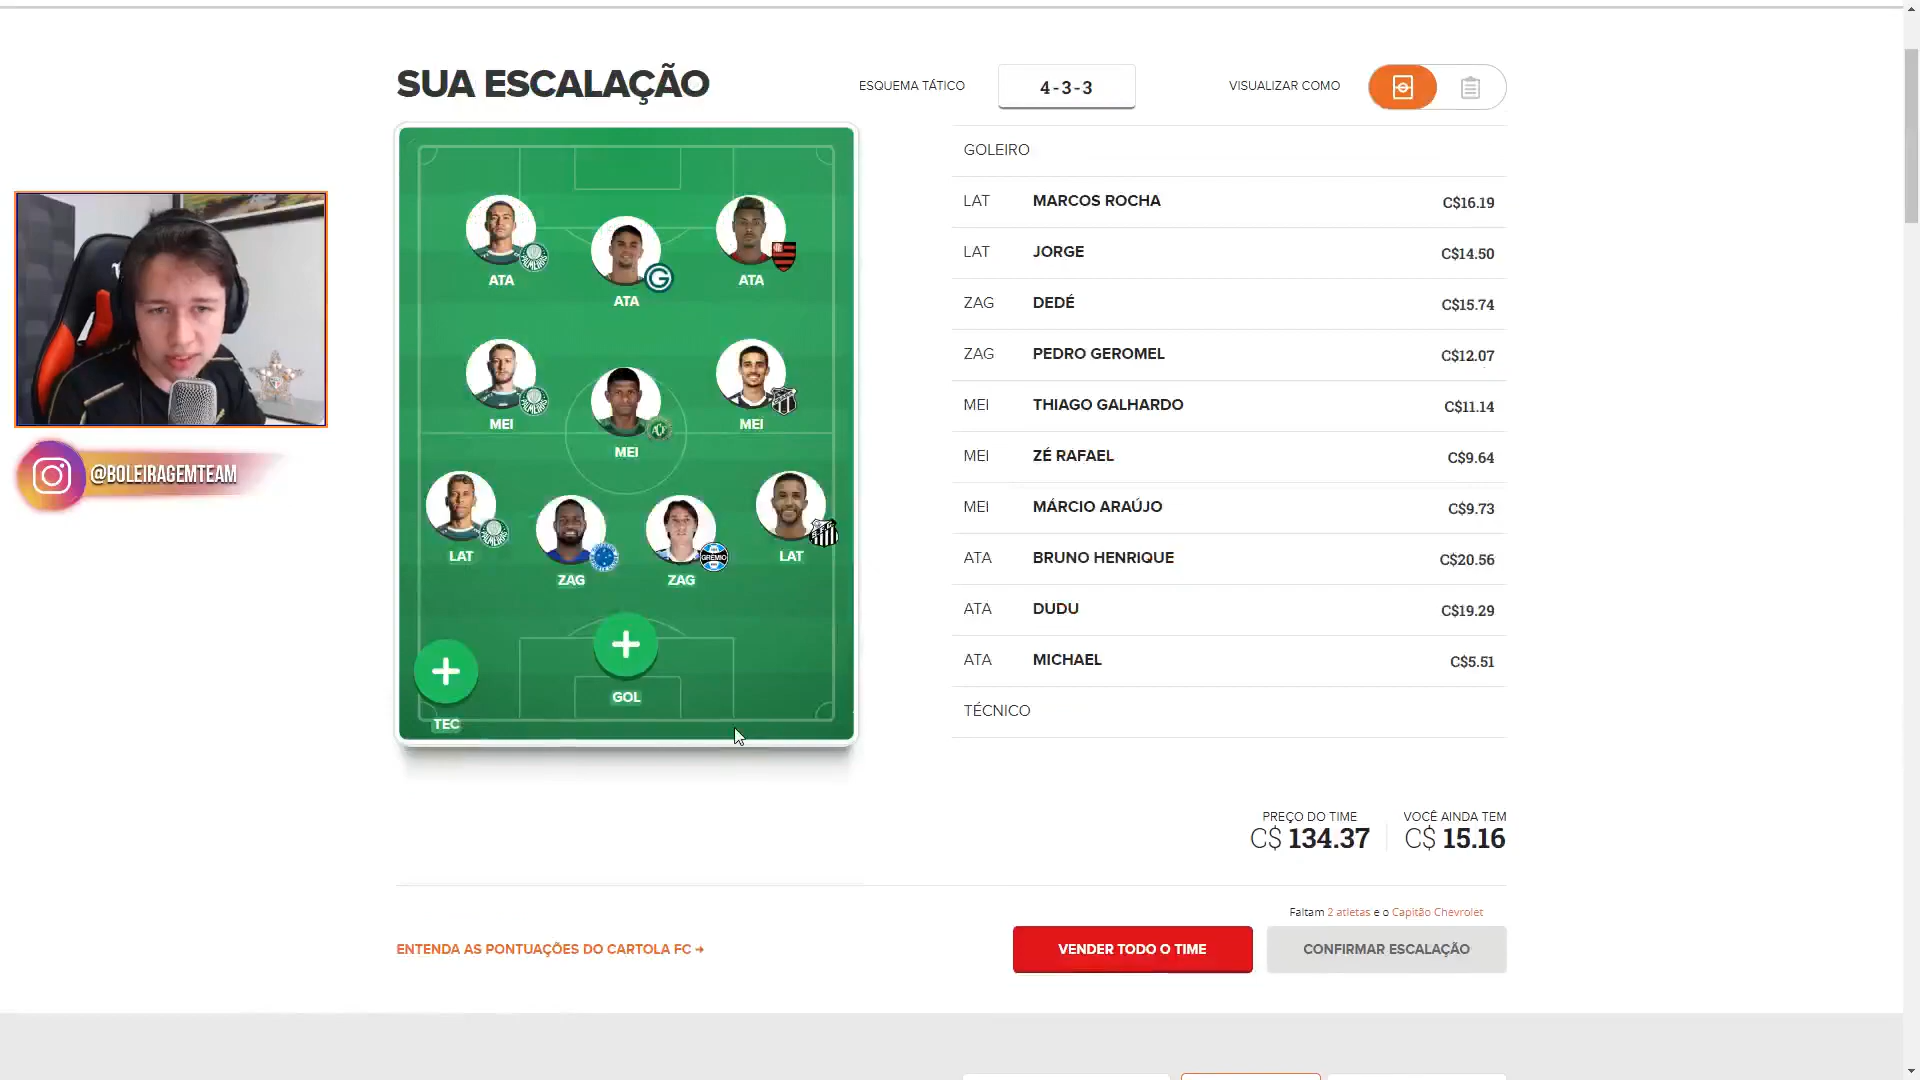 SUA ESCALAÇÃO
ESQUEMA TÁTICO
4-3-3
VISUALIZAR COMO
ATA
ATA
ATA
MEI
MEI
MEI
LAT
ZAG
ZAG
LAT
GOL
TEC
GRÊMIO
@BOLEIRAGEMTEAM
GOLEIRO
LAT MARCOS ROCHA C$16.19
LAT JORGE C$14.50
ZAG DEDÉ C$15.74
ZAG PEDRO GEROMEL C$12.07
MEI THIAGO GALHARDO C$11.14
MEI ZÉ RAFAEL C$9.64
MEI MÁRCIO ARAÚJO C$9.73
ATA BRUNO HENRIQUE C$20.56
ATA DUDU C$19.29
ATA MICHAEL C$5.51
TÉCNICO
PREÇO DO TIME
C$ 134.37
VOCÊ AINDA TEM
C$ 15.16
Faltam 2 atletas e o Capitão Chevrolet
ENTENDA AS PONTUAÇÕES DO CARTOLA FC
VENDER TODO O TIME
CONFIRMAR ESCALAÇÃO